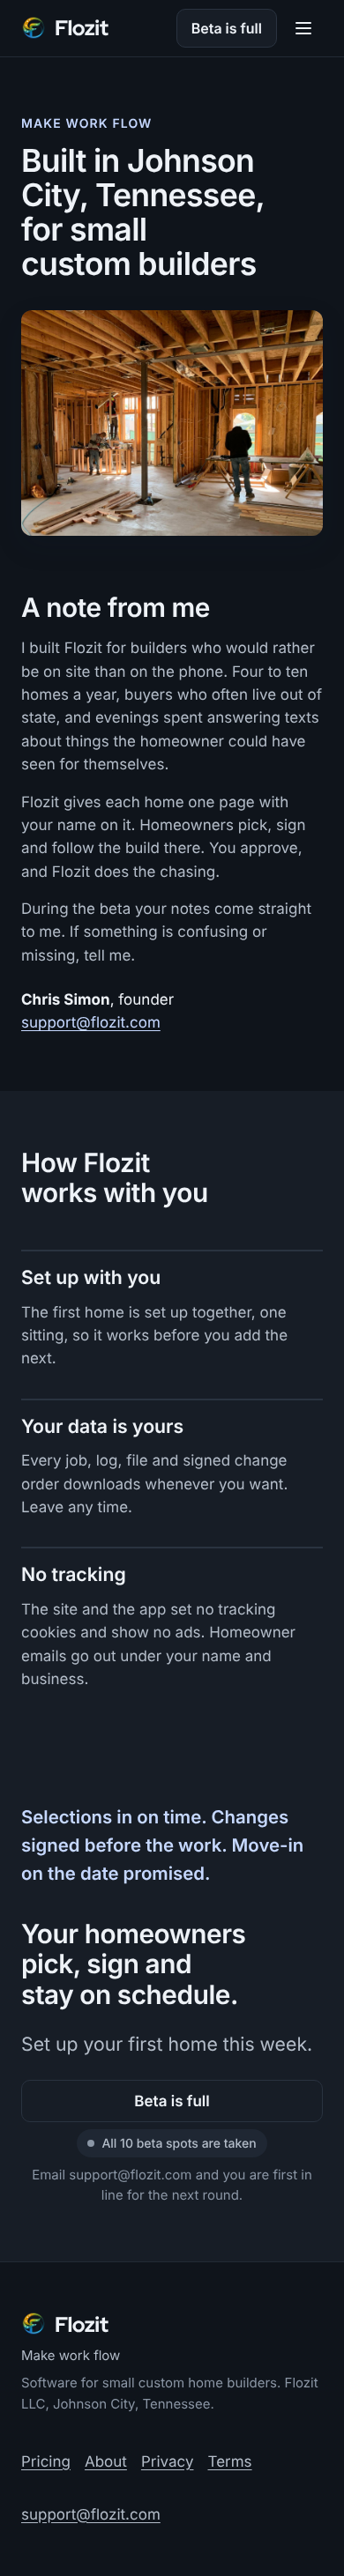 Flozit
Beta is full
MAKE WORK FLOW
Built in Johnson
City, Tennessee,
for small
custom builders
A note from me
I built Flozit for builders who would rather
be on site than on the phone. Four to ten
homes a year, buyers who often live out of
state, and evenings spent answering texts
about things the homeowner could have
seen for themselves.
Flozit gives each home one page with
your name on it. Homeowners pick, sign
and follow the build there. You approve,
and Flozit does the chasing.
During the beta your notes come straight
to me. If something is confusing or
missing, tell me.
Chris Simon, founder
support@flozit.com
How Flozit
works with you
Set up with you
The first home is set up together, one
sitting, so it works before you add the
next.
Your data is yours
Every job, log, file and signed change
order downloads whenever you want.
Leave any time.
No tracking
The site and the app set no tracking
cookies and show no ads. Homeowner
emails go out under your name and
business.
Selections in on time. Changes
signed before the work. Move-in
on the date promised.
Your homeowners
pick, sign and
stay on schedule.
Set up your first home this week.
Beta is full
All 10 beta spots are taken
Email support@flozit.com and you are first in
line for the next round.
Flozit
Make work flow
Software for small custom home builders. Flozit
LLC, Johnson City, Tennessee.
Pricing About Privacy Terms
support@flozit.com